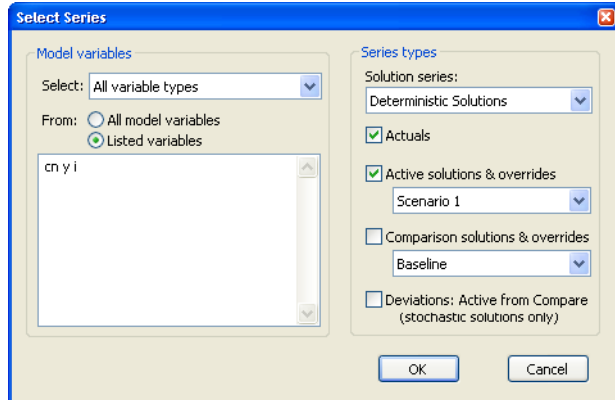 Select Series
Model variables
Select: All variable types
From: All model variables
Listed variables
cn y i
Series types
Solution series:
Deterministic Solutions
Actuals
Active solutions & overrides
Scenario 1
Comparison solutions & overrides
Baseline
Deviations: Active from Compare
(stochastic solutions only)
OK
Cancel